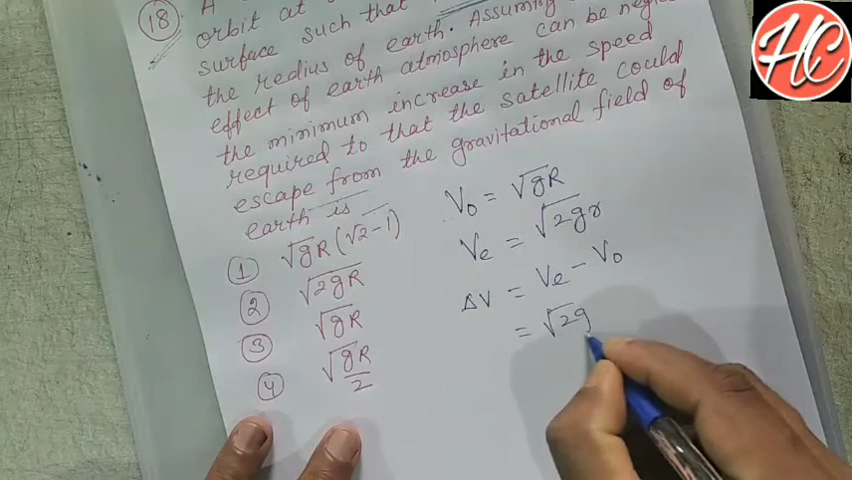 HC
(18) A
orbit at
surface such that
the redius of earth. Assuming
effect of earth atmosphere can be negle
the minimum increase in the speed
required to that the satellite could
escape from the gravitational field of
earth is
① √gR (√2-1)
② √2gR
③ √gR
④ √gR/2
V₀ = √gR
Vₑ = √2gr
ΔV = Vₑ - V₀
= √2g